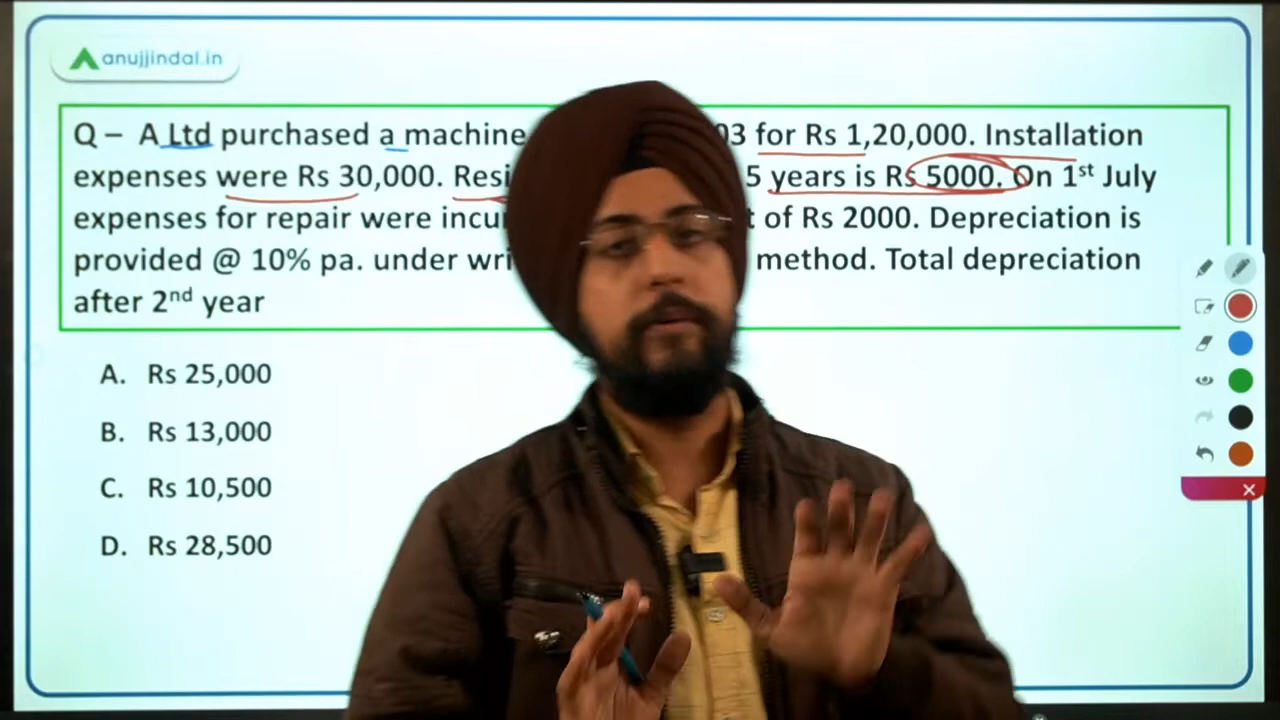 anujjindal.in
Q – A Ltd purchased a machine 03 for Rs 1,20,000. Installation
expenses were Rs 30,000. Resi 5 years is Rs 5000. On 1st July
expenses for repair were incu t of Rs 2000. Depreciation is
provided @ 10% pa. under wri method. Total depreciation
after 2nd year
A. Rs 25,000
B. Rs 13,000
C. Rs 10,500
D. Rs 28,500